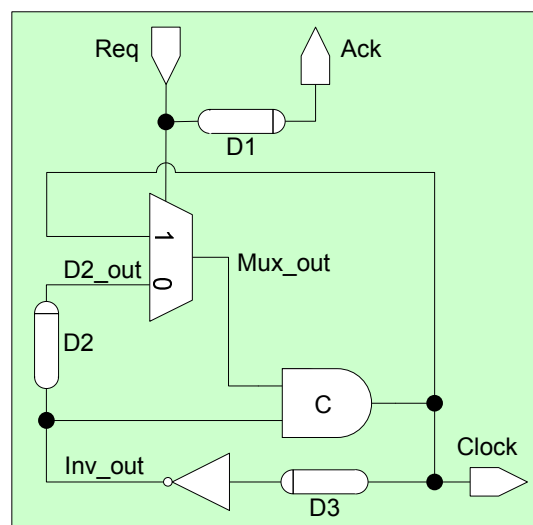 Req
Ack
D1
1
D2_out
Mux_out
0
D2
C
Clock
Inv_out
D3